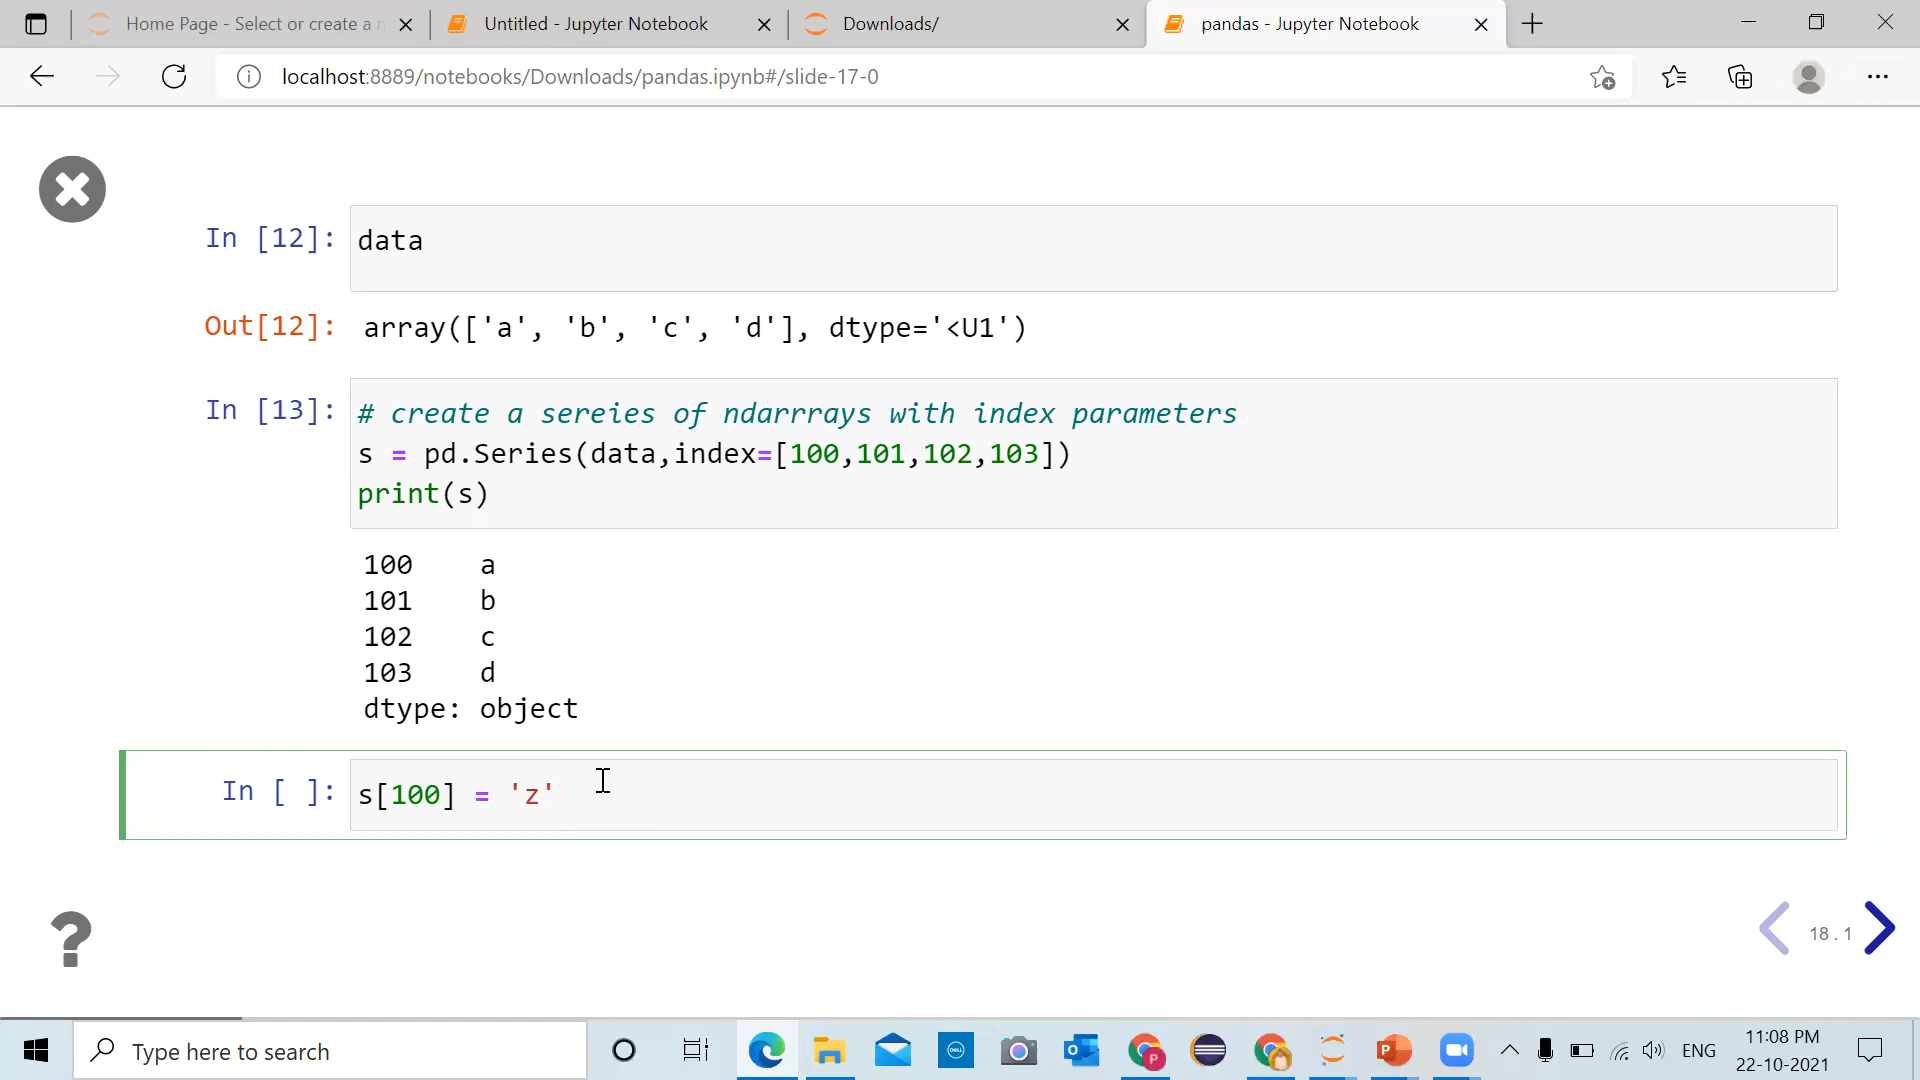 Home Page - Select or create a n
Untitled - Jupyter Notebook
Downloads/
pandas - Jupyter Notebook
localhost:8889/notebooks/Downloads/pandas.ipynb#/slide-17-0
In [12]: data
Out[12]: array(['a', 'b', 'c', 'd'], dtype='<U1')
In [13]: # create a sereies of ndarrrays with index parameters
s = pd.Series(data,index=[100,101,102,103])
print(s)
100 a
101 b
102 c
103 d
dtype: object
In [ ]: s[100] = 'z'
?
18.1
Type here to search
DELL
P
P
ENG
11:08 PM
22-10-2021